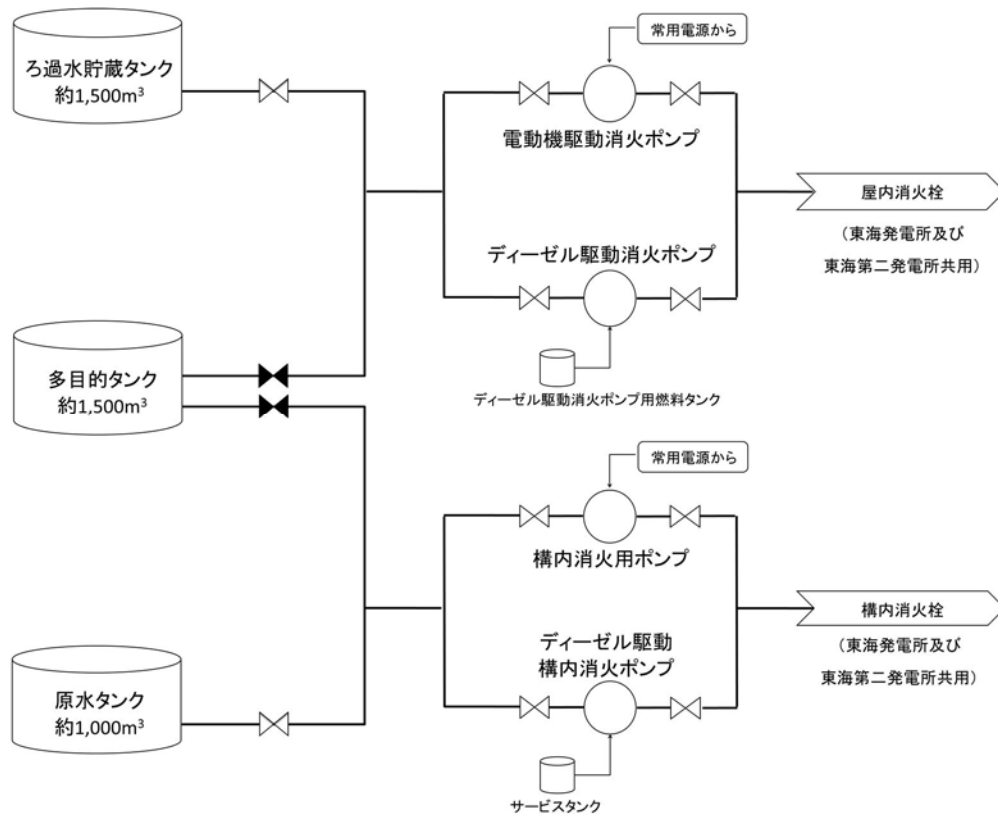 ろ過水貯蔵タンク
約1,500m³
常用電源から
電動機駆動消火ポンプ
屋内消火栓
（東海発電所及び
東海第二発電所共用）
ディーゼル駆動消火ポンプ
ディーゼル駆動消火ポンプ用燃料タンク
多目的タンク
約1,500m³
常用電源から
構内消火用ポンプ
構内消火栓
（東海発電所及び
東海第二発電所共用）
ディーゼル駆動
構内消火ポンプ
サービスタンク
原水タンク
約1,000m³